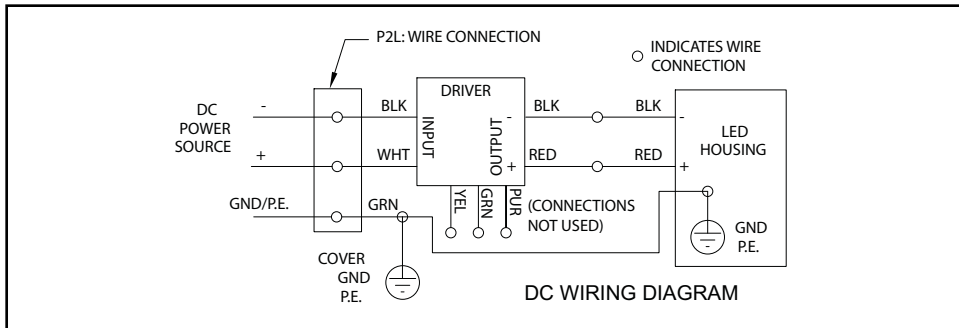 P2L: WIRE CONNECTION
INDICATES WIRE
CONNECTION
DC
POWER
SOURCE
-
+
GND/P.E.
BLK
WHT
GRN
DRIVER
INPUT
OUTPUT
-
+
BLK
RED
BLK
RED
-
+
LED
HOUSING
YEL
GRN
PUR
(CONNECTIONS
NOT USED)
GND
P.E.
COVER
GND
P.E.
DC WIRING DIAGRAM